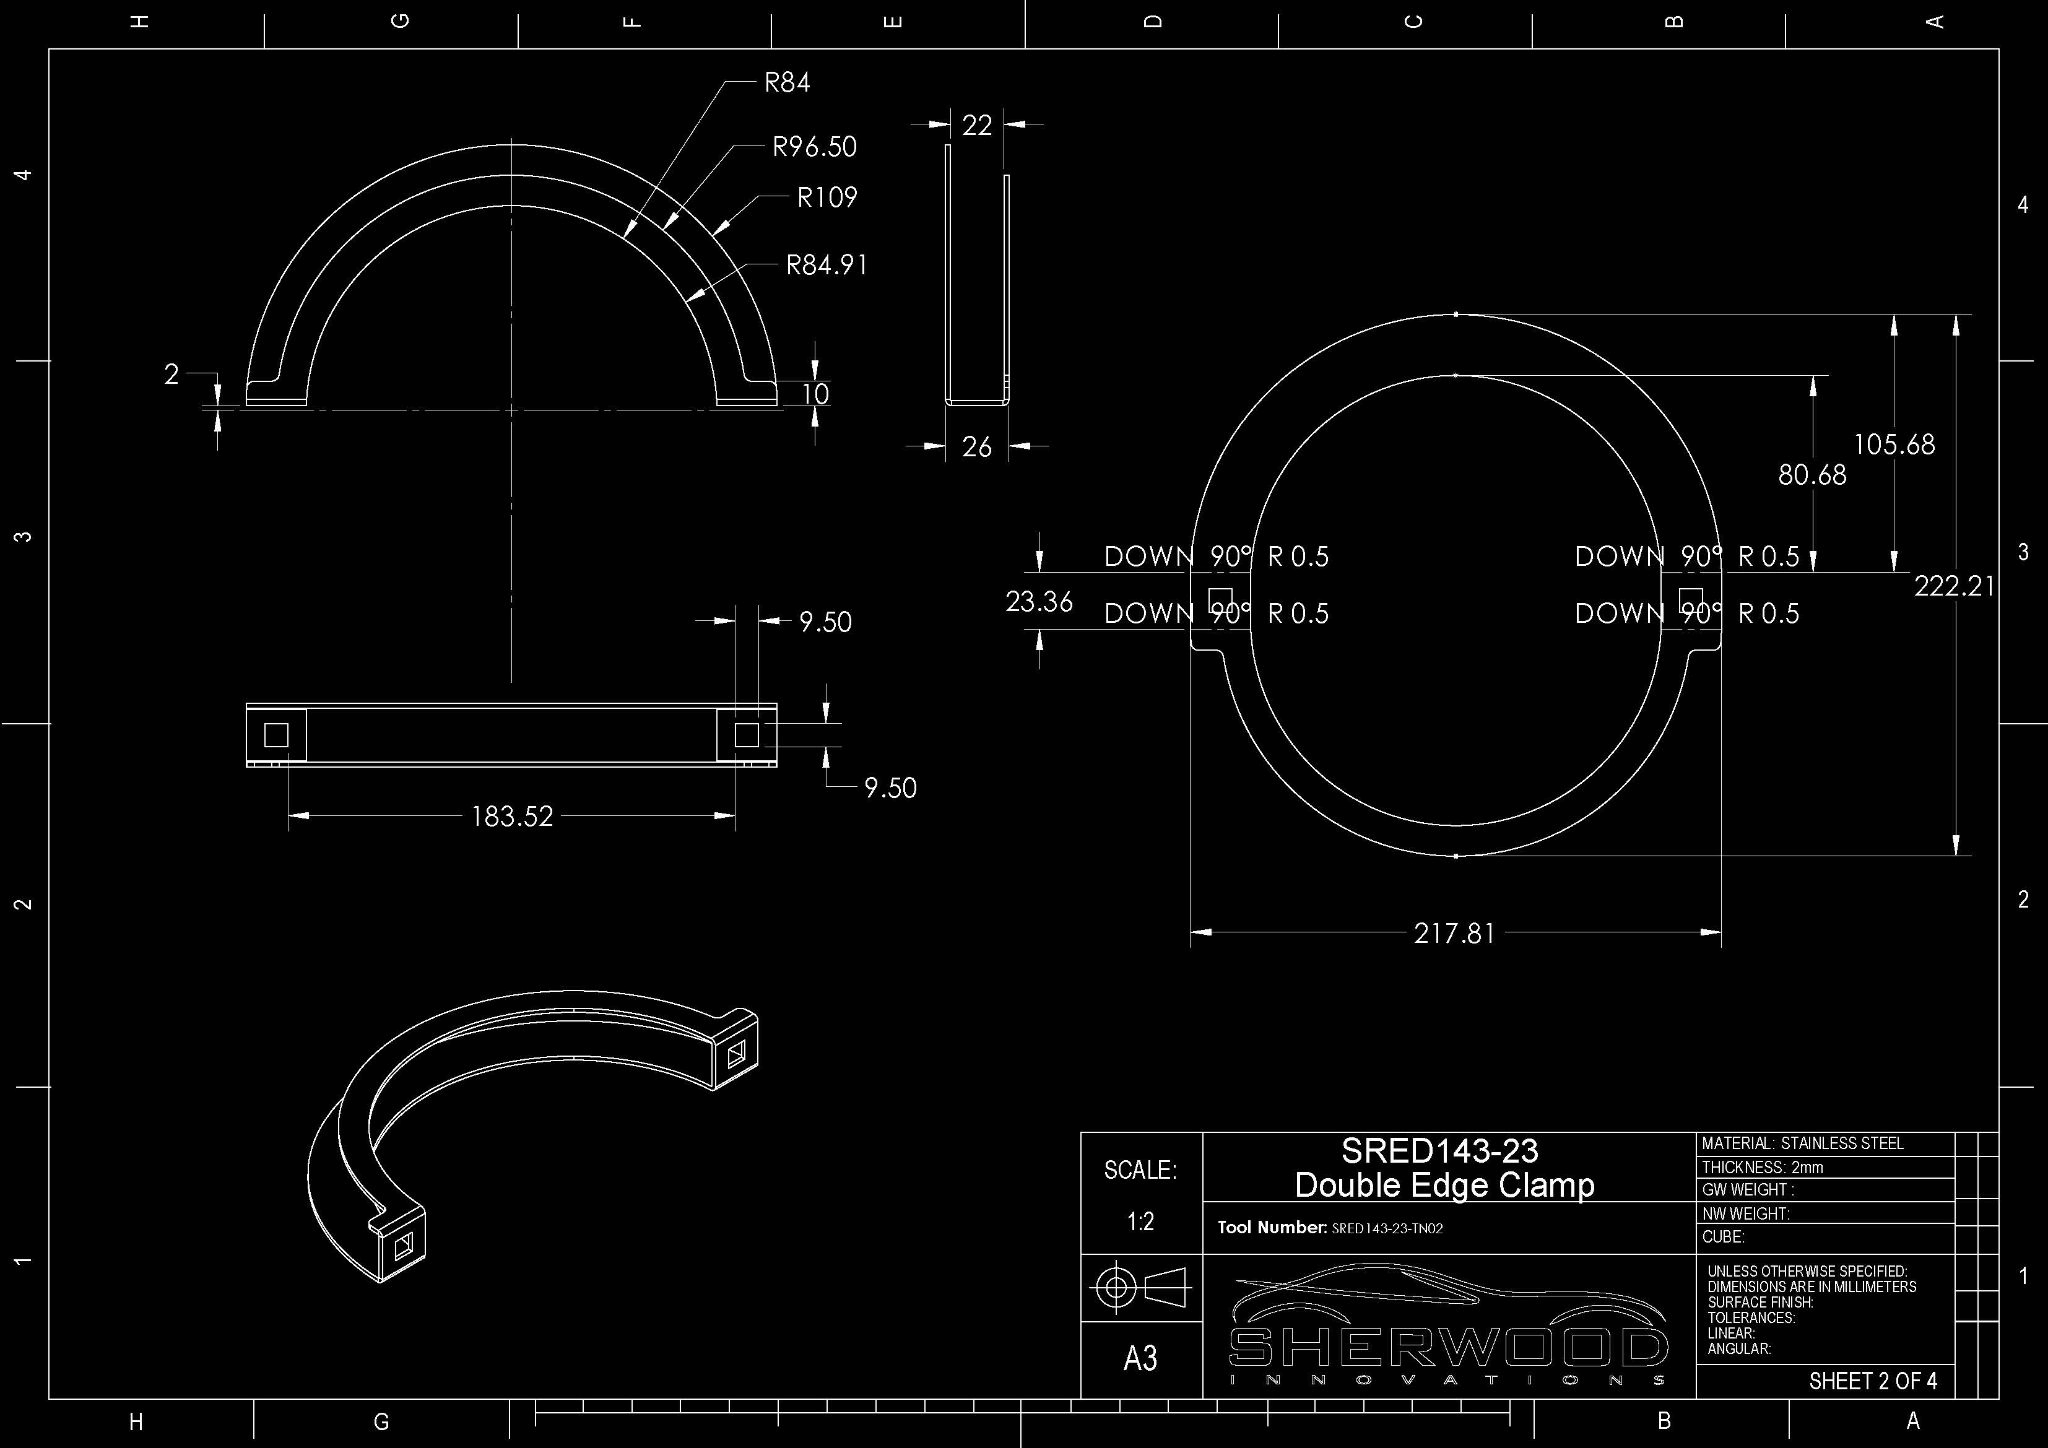 H G F E D C B A
R84
22
R96.50
4
R109
4
R84.91
2
10
105.68
26
80.68
3
DOWN 90° R 0.5
DOWN 90° R 0.5
3
222.21
23.36
DOWN 90° R 0.5
DOWN 90° R 0.5
9.50
9.50
183.52
2
2
217.81
SRED143-23
Double Edge Clamp
SCALE:
1:2
Tool Number: SRED143-23-TN02
MATERIAL: STAINLESS STEEL
THICKNESS: 2mm
GW WEIGHT :
NW WEIGHT:
CUBE:
1
1
UNLESS OTHERWISE SPECIFIED:
DIMENSIONS ARE IN MILLIMETERS
SURFACE FINISH:
TOLERANCES:
LINEAR:
ANGULAR:
SHERWOOD
INNOVATIONS
A3
SHEET 2 OF 4
H G B A